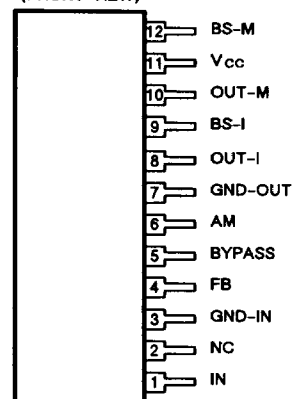 12 BS-M
11 Vcc
10 OUT-M
9 BS-I
8 OUT-I
7 GND-OUT
6 AM
5 BYPASS
4 FB
3 GND-IN
2 NC
1 IN